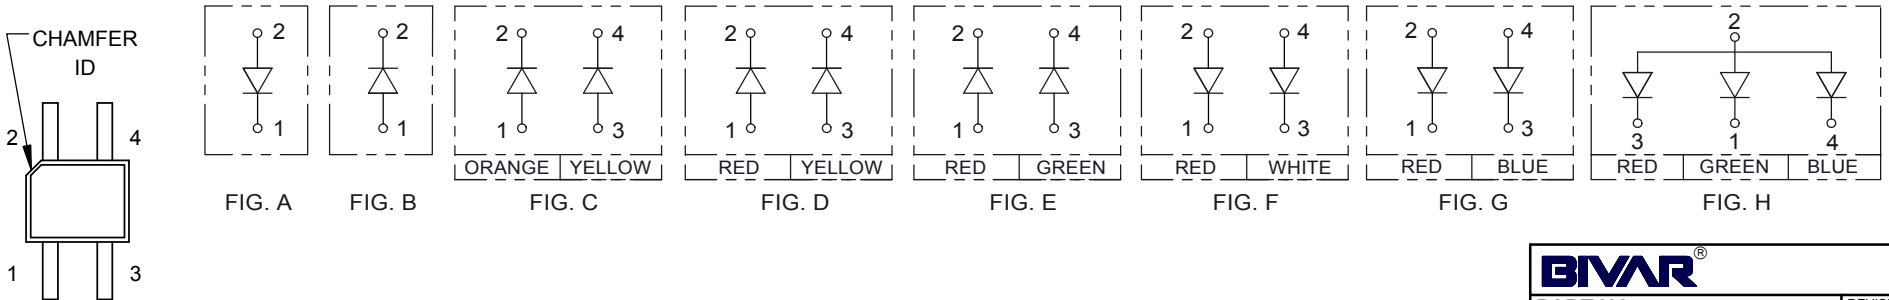 CHAMFER
ID
2 4
1 3
2
1
FIG. A
2
1
FIG. B
2 4
1 3
ORANGE YELLOW
FIG. C
2 4
1 3
RED YELLOW
FIG. D
2 4
1 3
RED GREEN
FIG. E
2 4
1 3
RED WHITE
FIG. F
2 4
1 3
RED BLUE
FIG. G
2
3 1 4
RED GREEN BLUE
FIG. H
BIVAR®